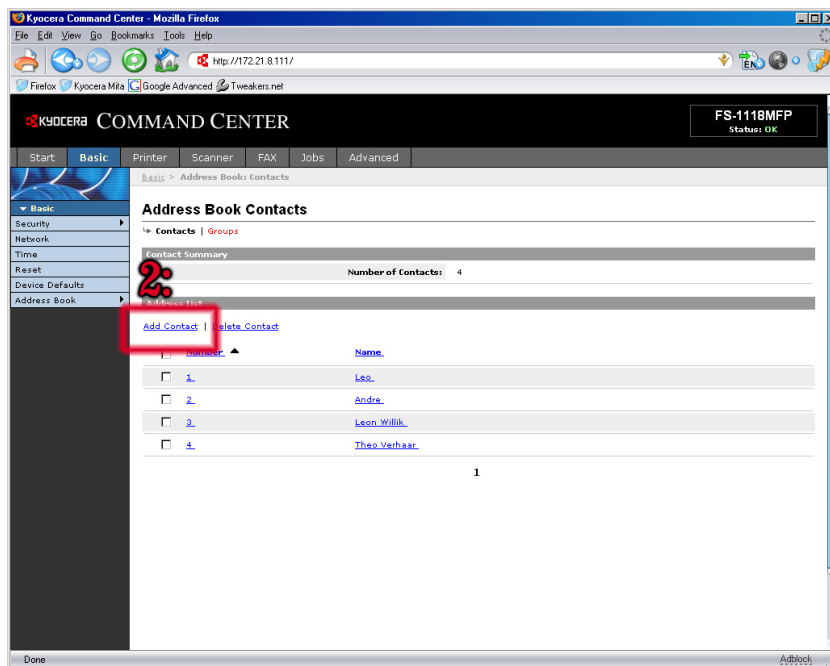 Kyocera Command Center - Mozilla Firefox
File Edit View Go Bookmarks Tools Help
http://172.21.8.111/
EN
Firefox Kyocera Mita Google Advanced Tweakers.net
KYOCERA COMMAND CENTER
FS-1118MFP
Status: OK
Start Basic Printer Scanner FAX Jobs Advanced
Basic > Address Book: Contacts
Basic
Security
Network
Time
Reset
Device Defaults
Address Book
Address Book Contacts
Contacts | Groups
Contact Summary
2:
Number of Contacts: 4
Address List
Add Contact | Delete Contact
Number Name
1 Leo
2 Andre
3 Leon Willik
4 Theo Verhaar
1
Done Adblock